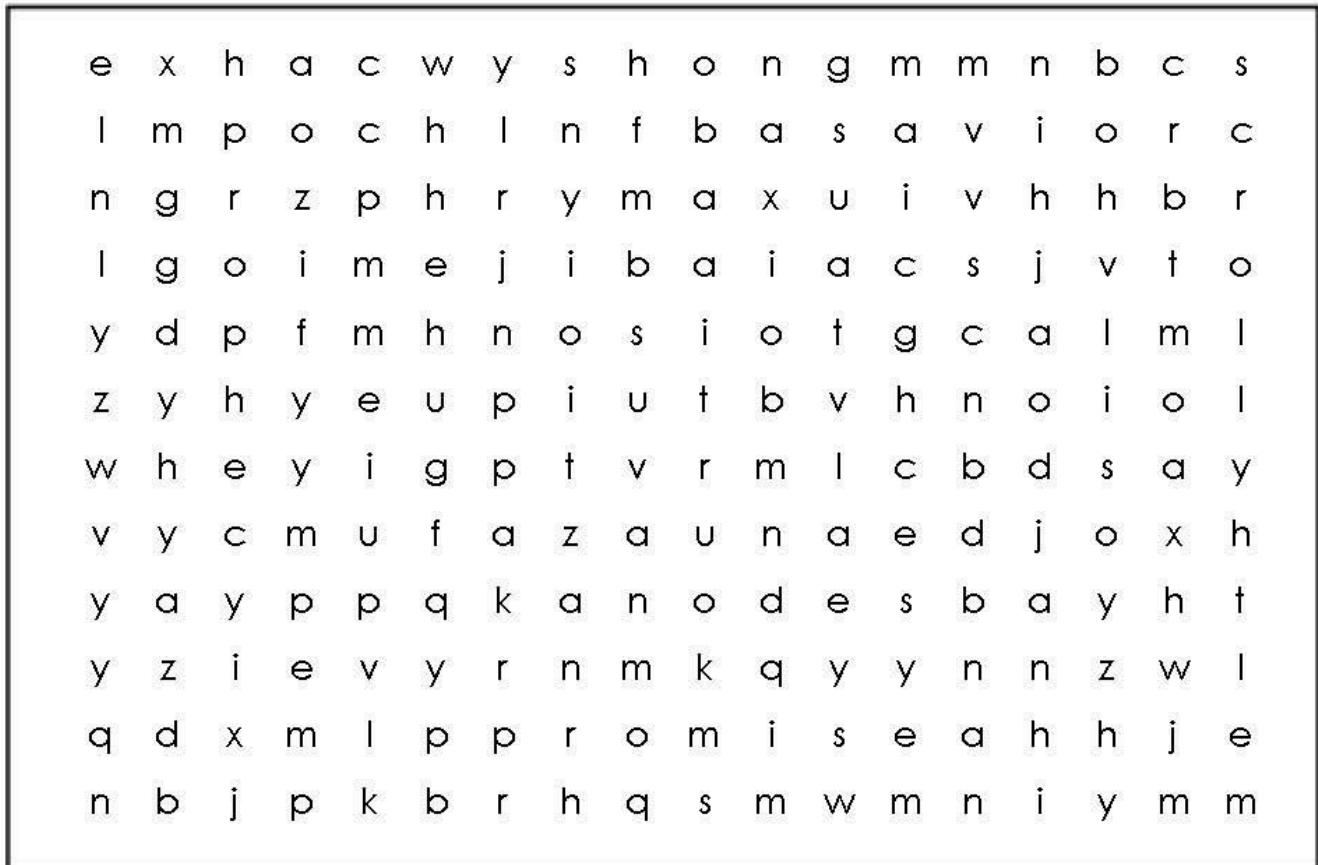 e x h a c w y s h o n g m m n b c s
l m p o c h l n f b a s a v i o r c
n g r z p h r y m a x u i v h h b r
l g o i m e j i b a i a c s j v t o
y d p f m h n o s i o t g c a l m l
z y h y e u p i u t b v h n o i o l
w h e y i g p t v r m l c b d s a y
v y c m u f a z a u n a e d j o x h
y a y p p q k a n o d e s b a y h t
y z i e v y r n m k q y y n n z w l
q d x m l p p r o m i s e a h h j e
n b j p k b r h q s m w m n i y m m